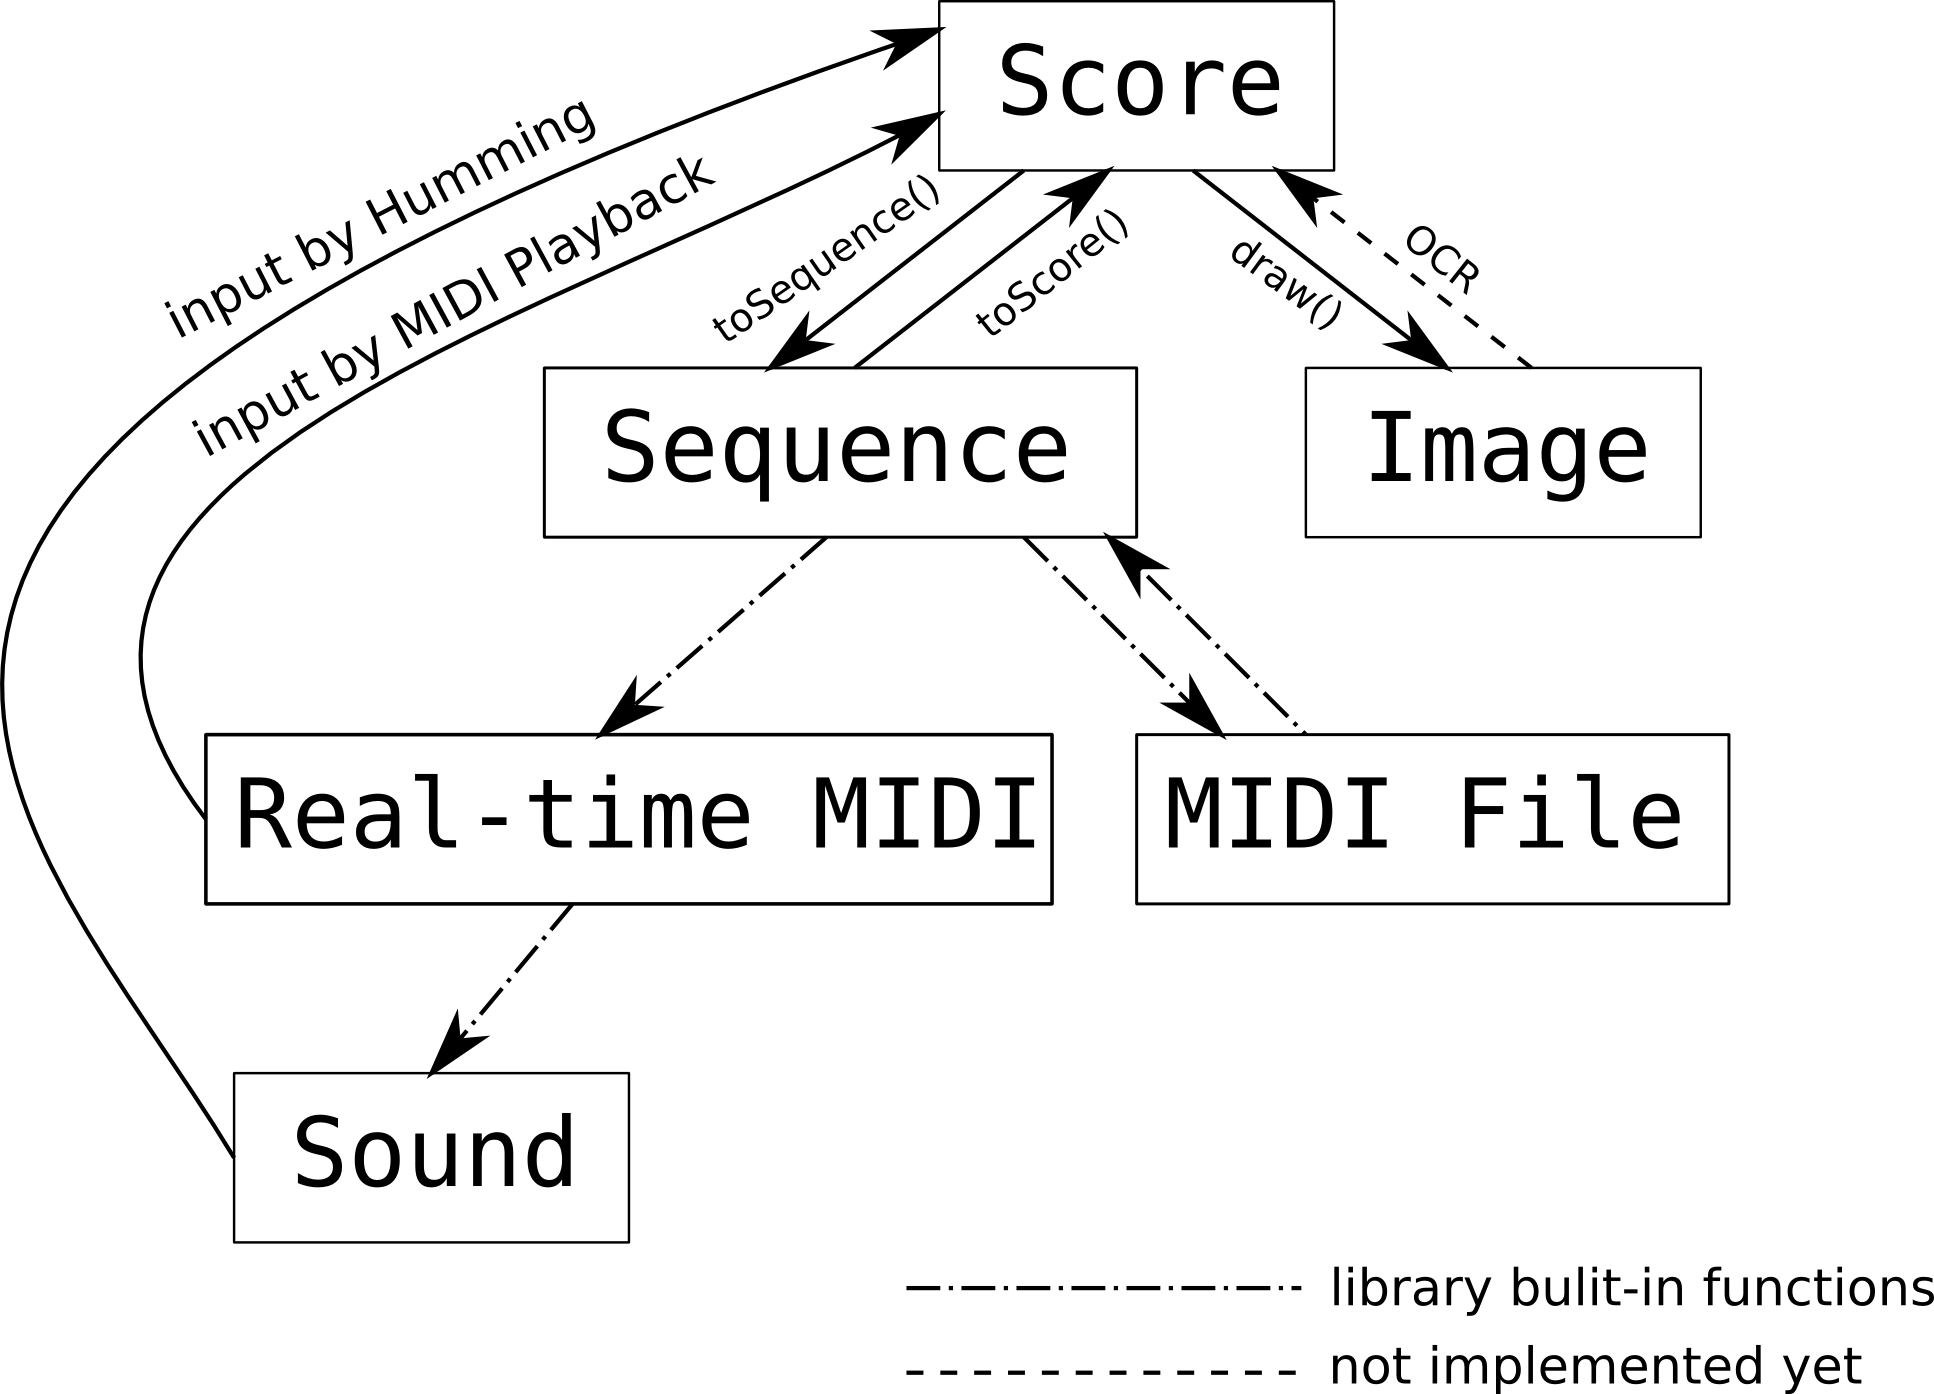 Score
input by Humming
input by MIDI Playback
toSequence()
toScore()
draw()
OCR
Sequence
Image
Real-time MIDI
MIDI File
Sound
library bulit-in functions
not implemented yet